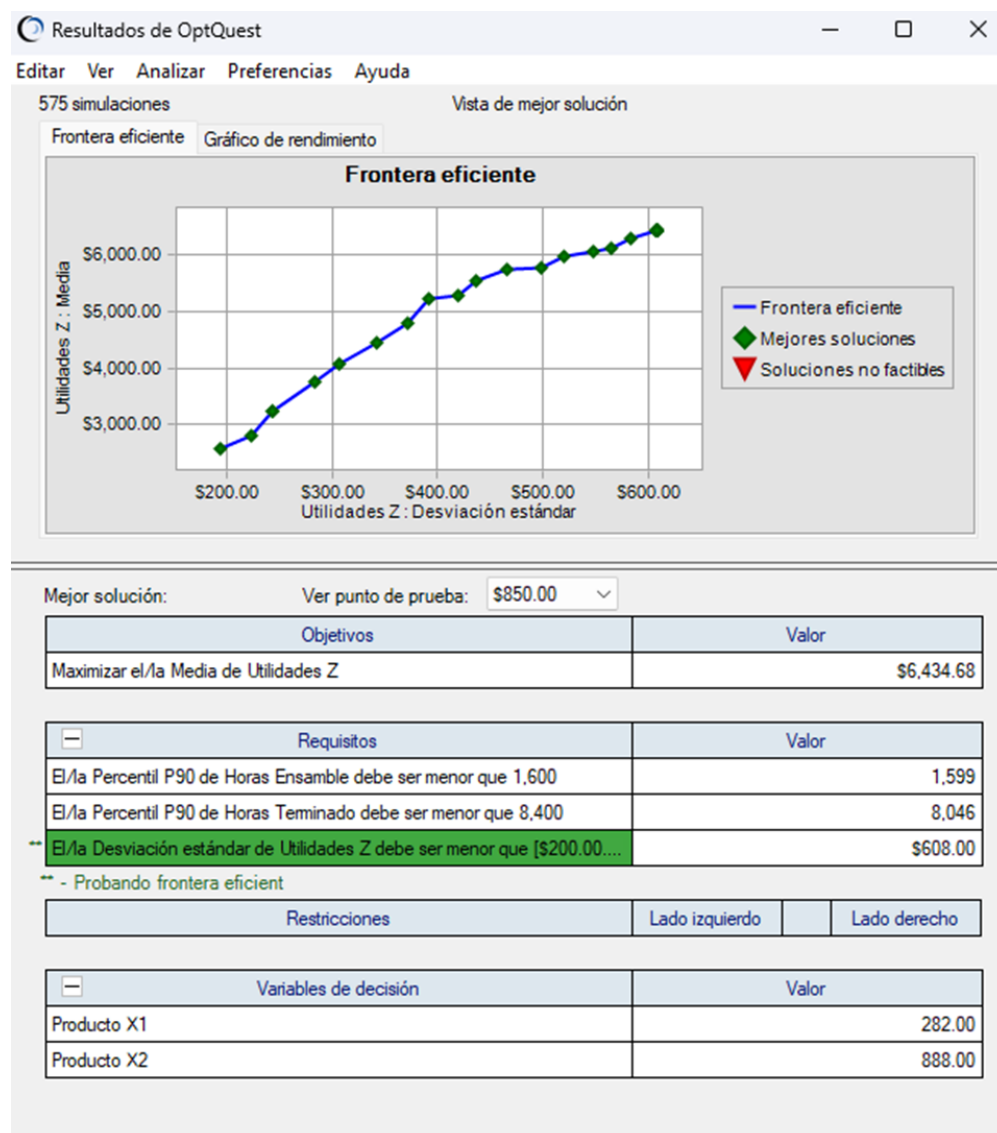 Resultados de OptQuest
Editar Ver Analizar Preferencias Ayuda
575 simulaciones Vista de mejor solución
Frontera eficiente Gráfico de rendimiento
Frontera eficiente
Utilidades Z : Media
$6,000.00
$5,000.00
$4,000.00
$3,000.00
$200.00 $300.00 $400.00 $500.00 $600.00
Utilidades Z : Desviación estándar
Frontera eficiente
Mejores soluciones
Soluciones no factibles
Mejor solución: Ver punto de prueba: $850.00
Objetivos Valor
Maximizar el/la Media de Utilidades Z $6,434.68
Requisitos Valor
El/la Percentil P90 de Horas Ensamble debe ser menor que 1,600 1,599
El/la Percentil P90 de Horas Terminado debe ser menor que 8,400 8,046
** El/la Desviación estándar de Utilidades Z debe ser menor que [$200.00.... $608.00
** - Probando frontera eficient
Restricciones Lado izquierdo Lado derecho
Variables de decisión Valor
Producto X1 282.00
Producto X2 888.00